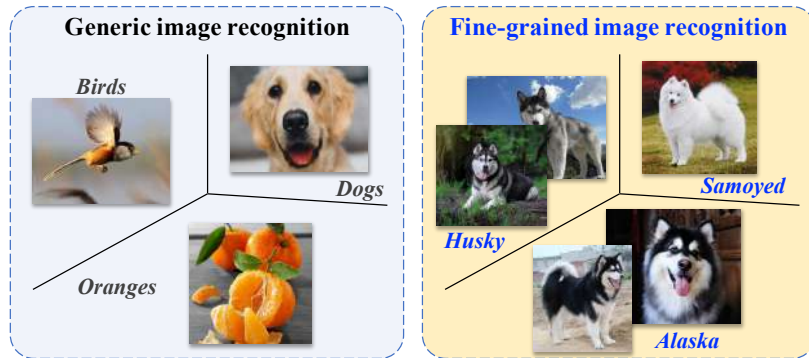 Generic image recognition
Birds
Dogs
Oranges
Fine-grained image recognition
Samoyed
Husky
Alaska